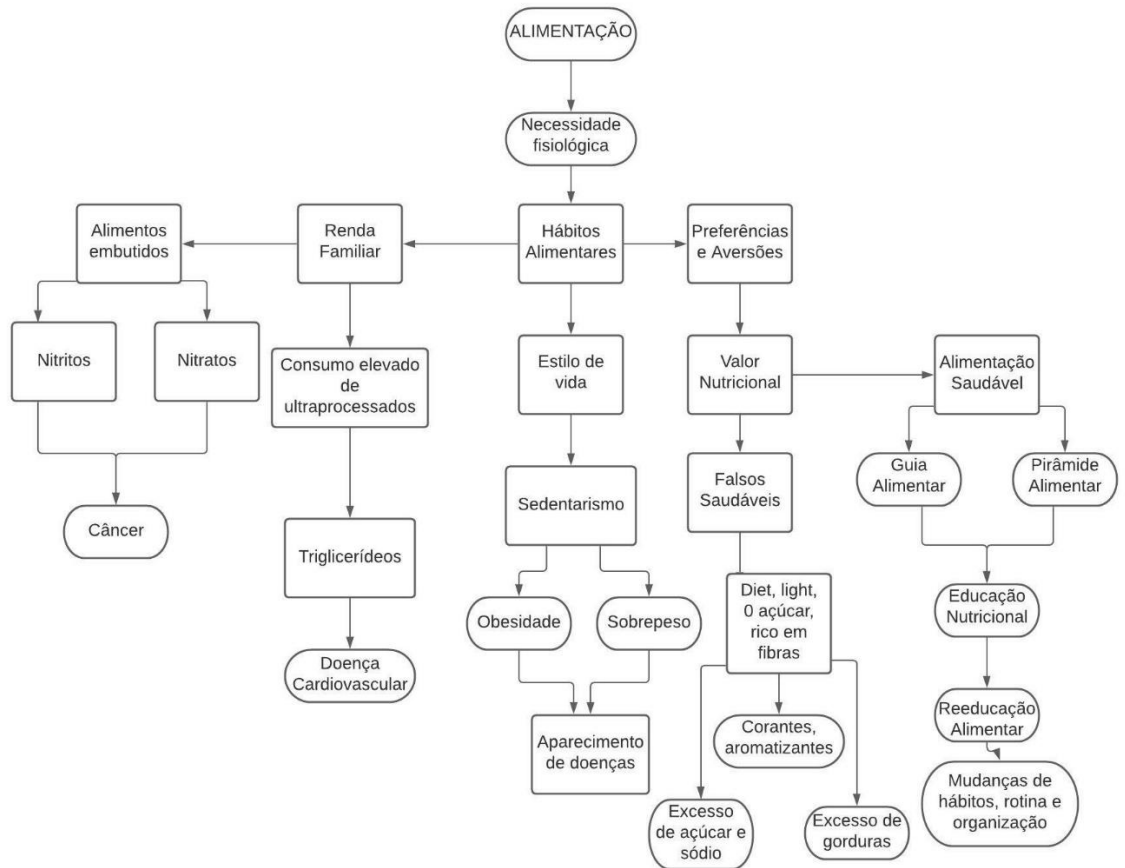 ALIMENTAÇÃO
Necessidade
fisiológica
Alimentos
embutidos
Renda
Familiar
Hábitos
Alimentares
Preferências
e Aversões
Nitritos
Nitratos
Consumo elevado
de
ultraprocessados
Estilo de
vida
Valor
Nutricional
Alimentação
Saudável
Guia
Alimentar
Pirâmide
Alimentar
Câncer
Triglicerídeos
Sedentarismo
Falsos
Saudáveis
Obesidade
Sobrepeso
Diet, light,
0 açúcar,
rico em
fibras
Educação
Nutricional
Doença
Cardiovascular
Aparecimento
de doenças
Corantes,
aromatizantes
Reeducação
Alimentar
Excesso
de açúcar e
sódio
Excesso de
gorduras
Mudanças de
hábitos, rotina e
organização